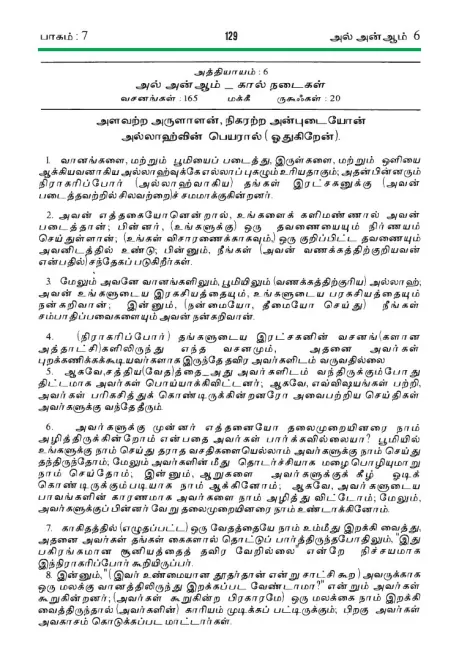 பாகம் : 7 129 அல் அன்ஆம் 6
அத்தியாயம் : 6
அல் அன்ஆம் _ கால் நடைகள்
வசனங்கள் : 165 மக்கீ ருகூஃகள் : 20
அளவற்ற அருளாளன், நிகரற்ற அன்புடையோன்
அல்லாஹ்வின் பெயரால் ( ஓதுகிறேன்).
1. வானங்களை, மற்றும் பூமியைப் படைத்து, இருள்களை, மற்றும் ஒளியை
ஆக்கியவனாகிய அல்லாஹ்வுக்கே எல்லாப் புகழும் உரியதாகும்; அதன்பின்னரும்
நிராகரிப்போர் (அல்லாஹ்வாகிய) தங்கள் இரட்சகனுக்கு (அவன்
படைத்தவற்றில் சிலவற்றை)ச் சமமாக்குகின்றனர்.
2. அவன் எத்தகையோனென்றால், உங்களைக் களிமண்ணால் அவன்
படைத்தான்; பின்னர், (உங்களுக்கு) ஒரு தவணையையும் நிர்ணயம்
செய்துள்ளான்; (உங்கள் விசாரணைக்காகவும்,) ஒரு குறிப்பிட்ட தவணையும்
அவனிடத்தில் உண்டு; பின்னும், நீங்கள் (அவன் வணக்கத்திற்குறியவன்
என்பதில்) சந்தேகப் படுகிறீர்கள்.
3. மேலும் அவனே வானங்களிலும், பூமியிலும் (வணக்கத்திற்குரிய) அல்லாஹ்;
அவன் உங்களுடைய இரகசியத்தையும், உங்களுடைய பரகசியத்தையும்
நன்கறிவான்; இன்னும், (நன்மையோ, தீமையோ செய்து) நீங்கள்
சம்பாதிப்பவைகளையும் அவன் நன்கறிவான்.
4. (நிராகரிப்போர்) தங்களுடைய இரட்சகனின் வசனங்(களான
அத்தாட்சி)களிலிருந்து எந்த வசனமும், அதனை அவர்கள்
புறக்கணிக்கக்கூடியவர்களாக இருந்தே தவிர அவர்களிடம் வருவதில்லை
5. ஆகவே,சத்திய(வேத)த்தை_அது அவர்களிடம் வந்திருக்கும்போது
திட்டமாக அவர்கள் பொய்யாக்கிவிட்டனர்; ஆகவே, எவ்விஷயங்கள் பற்றி,
அவர்கள் பரிகசித்துக் கொண்டிருக்கின்றனரோ அவைபற்றிய செய்திகள்
அவர்களுக்கு வந்தே தீரும்.
6. அவர்களுக்கு முன்னர் எத்தனையோ தலைமுறையினரை நாம்
அழித்திருக்கின்றோம் என்பதை அவர்கள் பார்க்கவில்லையா? பூமியில்
உங்களுக்கு நாம் செய்து தராத வசதிகளையெல்லாம் அவர்களுக்கு நாம் செய்து
தந்திருந்தோம்; மேலும் அவர்களின் மீது தொடர்ச்சியாக மழை பொழியுமாறு
நாம் செய்தோம்; இன்னும், ஆறுகளை அவர்களுக்குக் கீழ் ஓடிக்
கொண்டிருக்கும்படியாக நாம் ஆக்கினோம்; ஆகவே, அவர்களுடைய
பாவங்களின் காரணமாக அவர்களை நாம் அழித்து விட்டோம்; மேலும்,
அவர்களுக்குப் பின்னர் வேறு தலைமுறையினரை நாம் உண்டாக்கினோம்.
7. காகிதத்தில் (எழுதப்பட்ட) ஒரு வேதத்தையே நாம் உம்மீது இறக்கி வைத்து,
அதனை அவர்கள் தங்கள் கைகளால் தொட்டுப் பார்த்திருந்தபோதிலும், "இது
பகிரங்கமான சூனியத்தைத் தவிர வேறில்லை" என்றே நிச்சயமாக
இந்நிராகரிப்போர் கூறியிருப்பர்.
8. இன்னும்," ( இவர் உண்மையான தூதர்தான் என்று சாட்சி கூற ) அவருக்காக
ஒரு மலக்கு வானத்திலிருந்து இறக்கப்பட வேண்டாமா?" என்றும் அவர்கள்
கூறுகின்றனர்; (அவர்கள் கூறுகின்ற பிரகாரமே) ஒரு மலக்கை நாம் இறக்கி
வைத்திருந்தால் (அவர்களின்) காரியம் முடிக்கப் பட்டிருக்கும்; பிறகு அவர்கள்
அவகாசம் கொடுக்கப்பட மாட்டார்கள்.